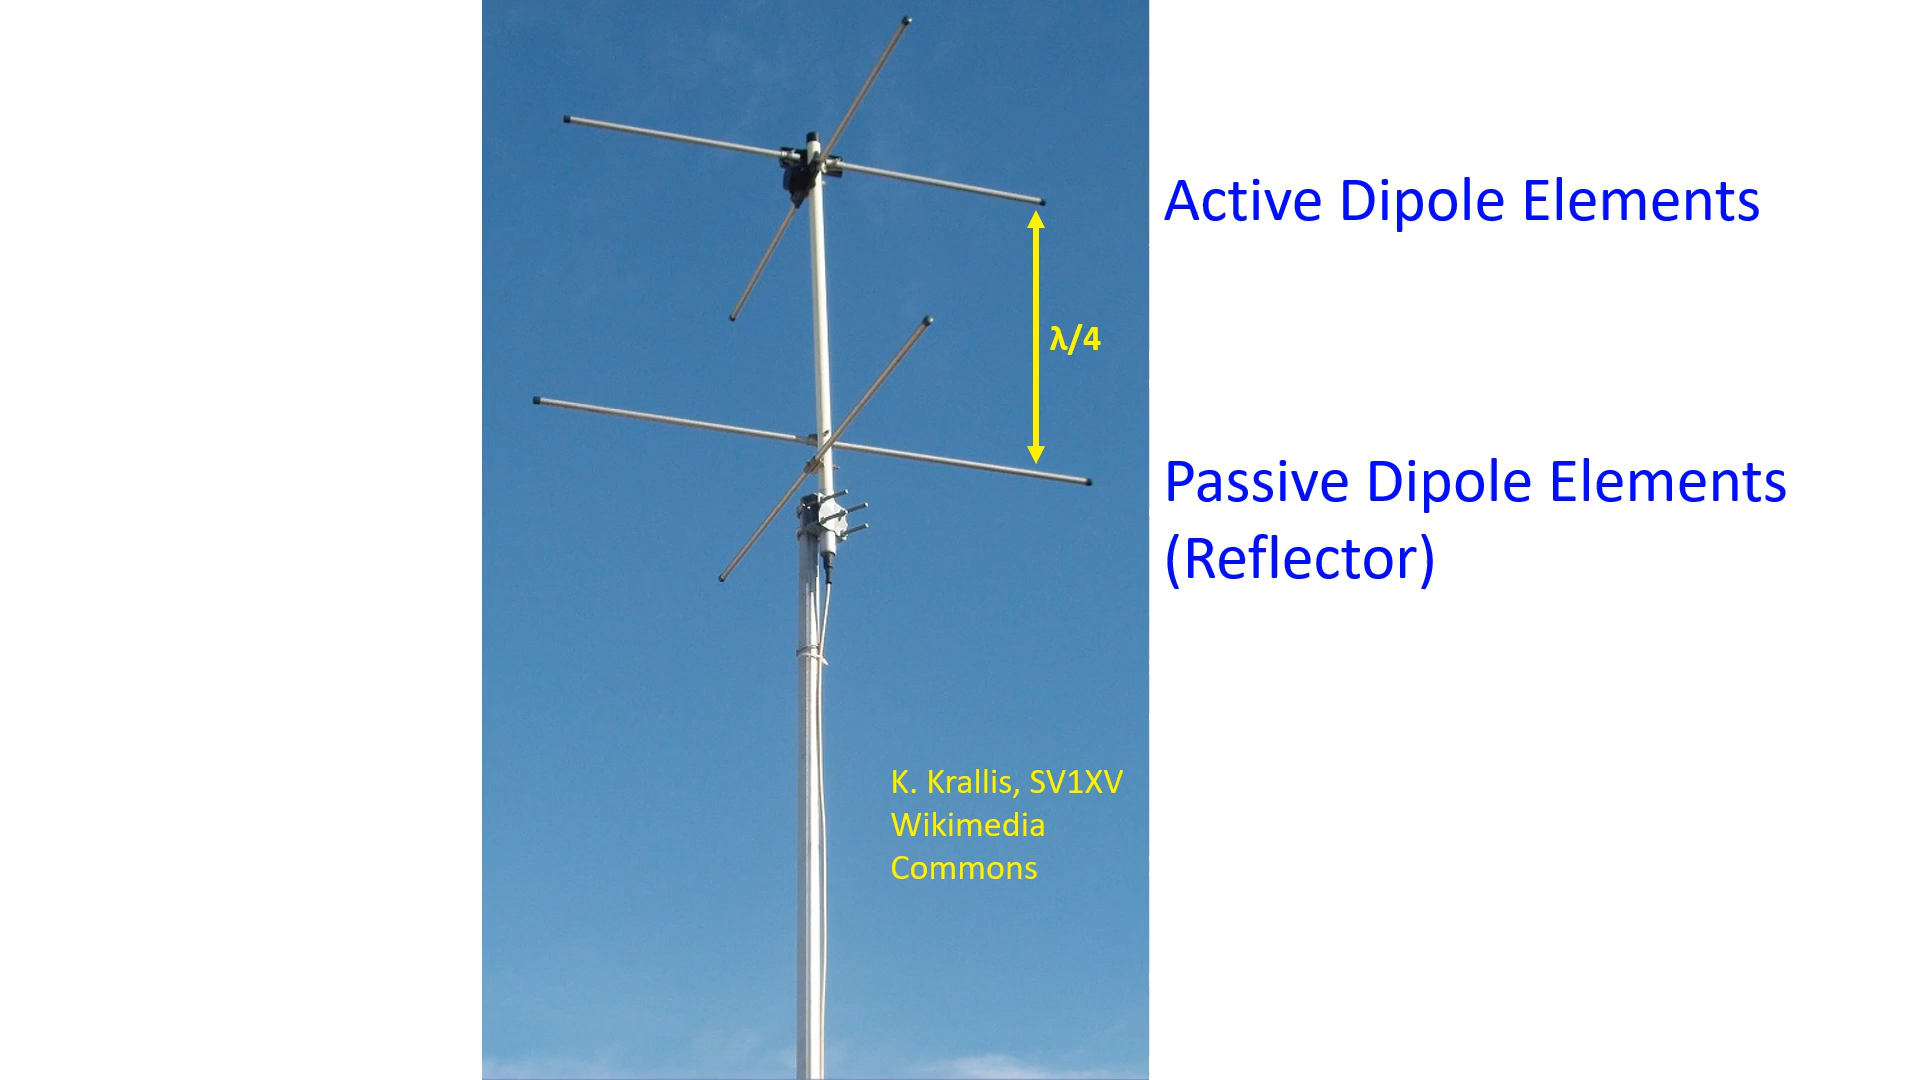 Active Dipole Elements
λ/4
Passive Dipole Elements
(Reflector)
K. Krallis, SV1XV
Wikimedia
Commons